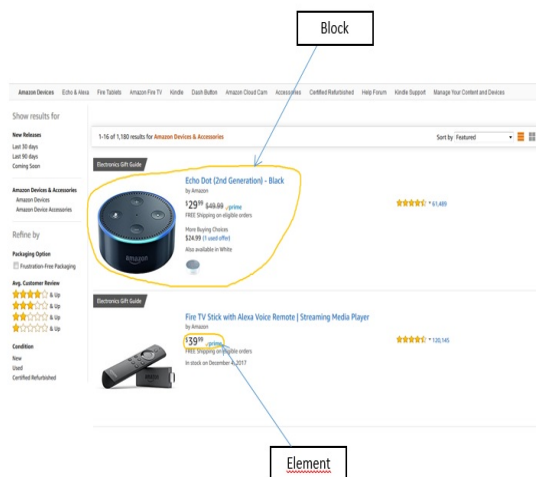 Block
Amazon Devices Echo & Alexa Fire Tablets Amazon Fire TV Kindle Dash Button Amazon Cloud Cam Accessories Certified Refurbished Help Forum Kindle Support Manage Your Content and Devices
Show results for
New Releases
Last 30 days
Last 90 days
Coming Soon
Amazon Devices & Accessories
Amazon Devices
Amazon Device Accessories
Refine by
Packaging Option
Frustration-Free Packaging
Avg. Customer Review
& Up
& Up
& Up
& Up
Condition
New
Used
Certified Refurbished
1-16 of 1,180 results for Amazon Devices & Accessories
Sort by Featured
Electronics Gift Guide
Echo Dot (2nd Generation) - Black
by Amazon
$29⁹⁹ $49.99 prime
FREE Shipping on eligible orders
More Buying Choices
$24.99 (7 used offer)
Also available in White
61,489
Electronics Gift Guide
Fire TV Stick with Alexa Voice Remote | Streaming Media Player
by Amazon
$39⁹⁹ prime
FREE Shipping on eligible orders
In stock on December 4, 2017
120,145
Element